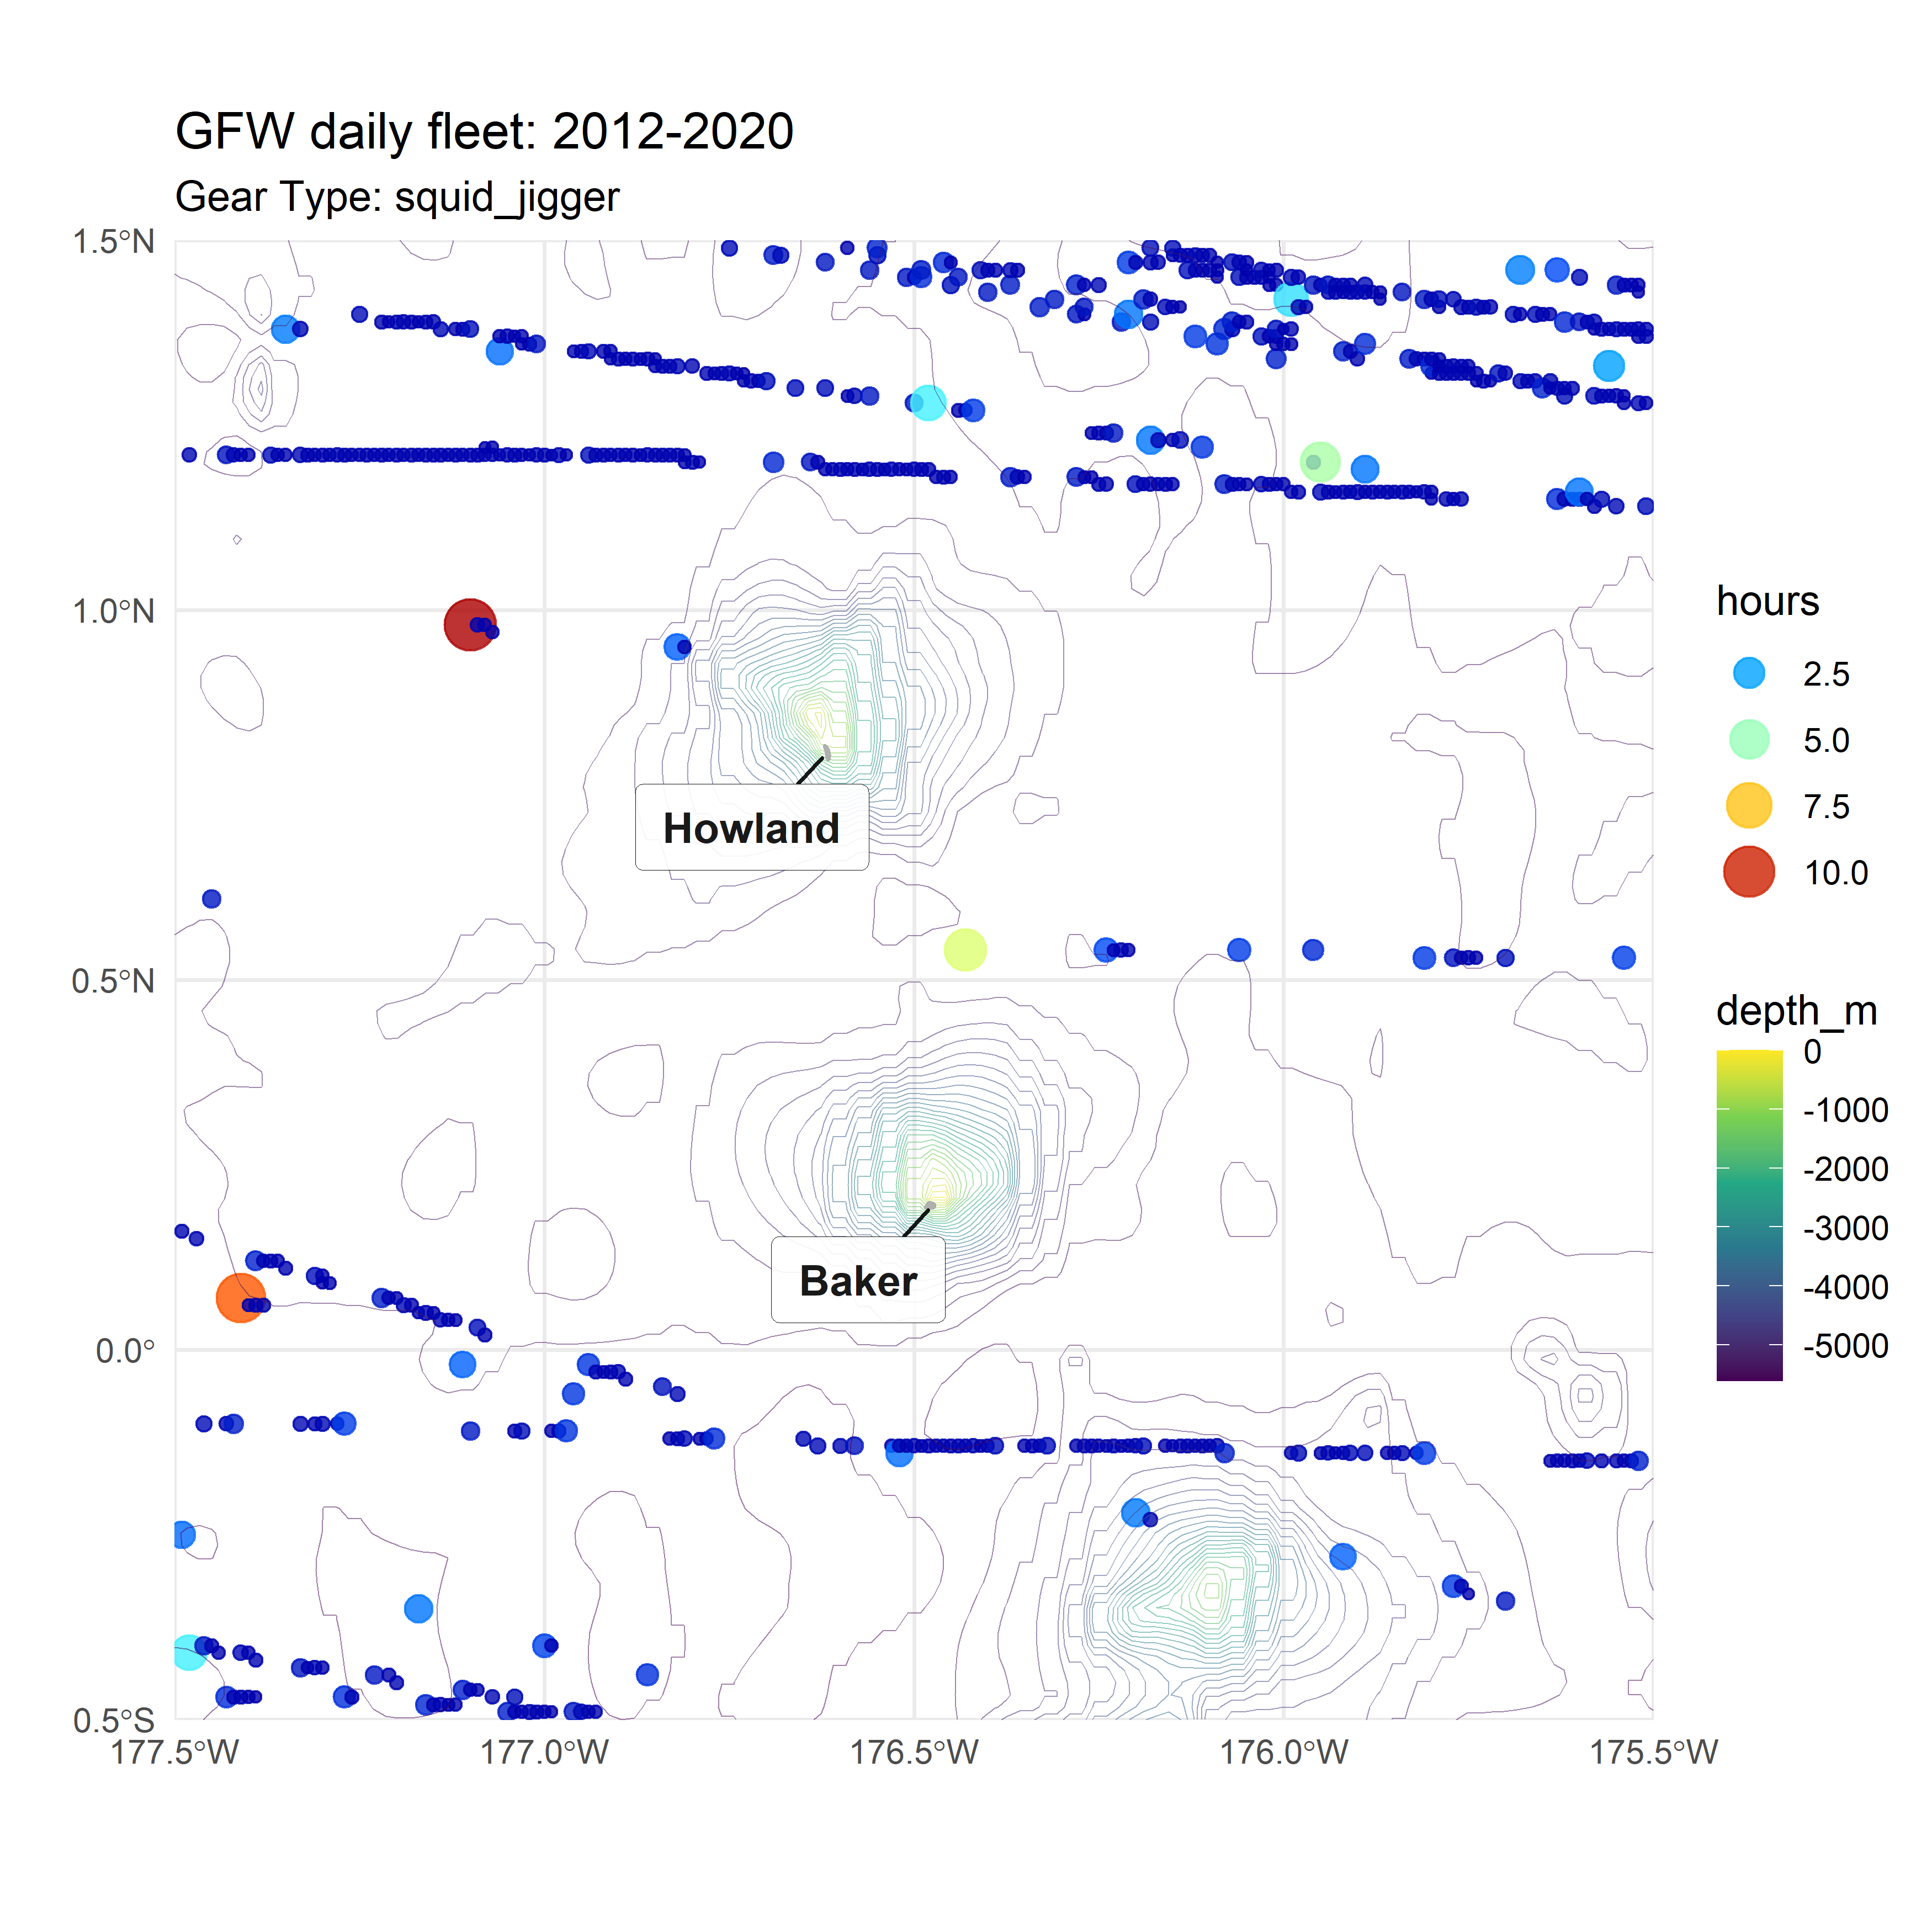 GFW daily fleet: 2012-2020
Gear Type: squid_jigger
1.5°N
1.0°N
0.5°N
0.0°
0.5°S
177.5°W
177.0°W
176.5°W
176.0°W
175.5°W
Howland
Baker
hours
2.5
5.0
7.5
10.0
depth_m
0
-1000
-2000
-3000
-4000
-5000